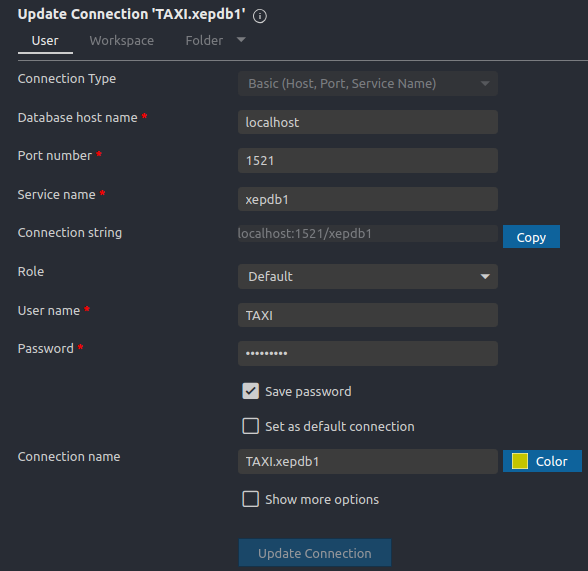 Update Connection 'TAXI.xepdb1'
User Workspace Folder
Connection Type Basic (Host, Port, Service Name)
Database host name * localhost
Port number * 1521
Service name * xepdb1
Connection string localhost:1521/xepdb1 Copy
Role Default
User name * TAXI
Password * •••••••••
Save password
Set as default connection
Connection name TAXI.xepdb1 Color
Show more options
Update Connection